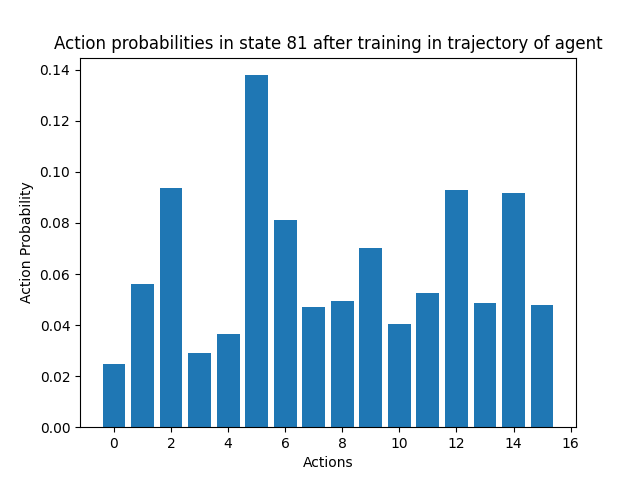 Action probabilities in state 81 after training in trajectory of agent
0.14
0.12
0.10
0.08
0.06
0.04
0.02
0.00
Action Probability
0 2 4 6 8 10 12 14 16
Actions